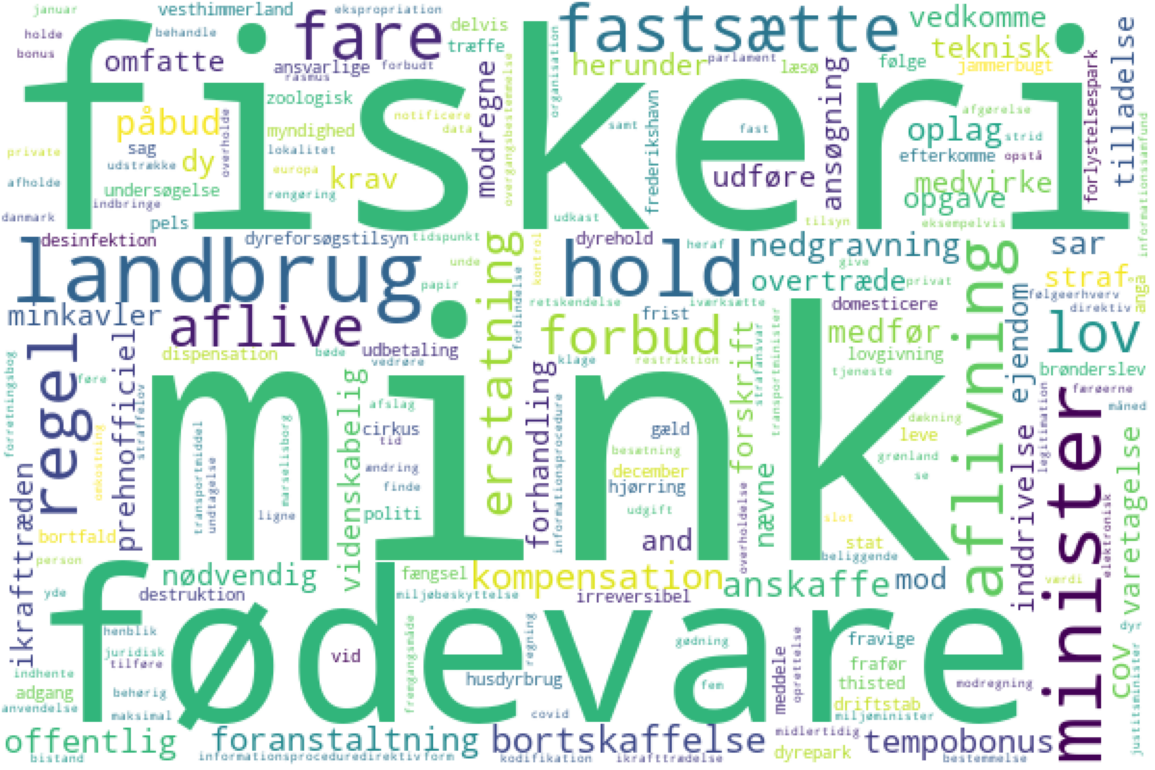 fiskeri
mink
fødevare
landbrug
hold
minister
regel
fare
fastsætte
aflive
aflivning
lov
forbud
erstatning
januar
holde
bonus
vesthimmerland
behandle
ekspropriation
omfatte
ansvarlige
rasmus
forbudt
delvis
træffe
herunder
parlament
læsø
vedkomme
teknisk
følge
jammerbugt
tilladelse
forlystelsespark
påbud
sag
dy
udstrække
overholde
undersøgelse
indbringe
pels
private
afholde
danmark
zoologisk
myndighed
lokalitet
europa
rengøring
notificere
data
krav
modregne
overgangsbestemmelse
organisation
samt
udkast
frederikshavn
fast
udføre
ansøgning
tilsyn
afgørelse
oplag
strid
efterkomme
opstå
medvirke
opgave
eksempelvis
informationssamfund
desinfektion
dyreforsøgstilsyn
tidspunkt
unde
papir
kontrol
forbindelse
dyrehold
heraf
retskendelse
iværksætte
nedgravning
give
privat
overtræde
sar
straf
følgeerhverv
direktiv
angå
minkavler
domesticere
frist
medfør
lovgivning
tjeneste
ejendom
brønderslev
færøerne
måned
legitimation
dispensation
bøde
vedrøre
udbetaling
klage
restriktion
forskrift
strafansvar
transportminister
forretningsbog
føre
omkostning
prehnofficiel
straffelov
ikrafttræden
bortfald
person
yde
transportmiddel
undtagelse
marselisborg
ligne
videnskabelig
afslag
cirkus
tid
ændring
finde
politi
forhandling
informationsprocedure
gæld
besætning
december
hjørring
udgift
and
overholdelse
nævne
dækning
leve
grønland
se
slot
stat
beliggende
inddrivelse
elektronisk
værdi
varetagelse
dyr
cov
justitsminister
nødvendig
fængsel
miljøbeskyttelse
kompensation
irreversibel
anskaffe
mod
destruktion
henblik
juridisk
tilføre
indhente
adgang
behørig
anvendelse
maksimal
vid
fremgangsmåde
regning
husdyrbrug
covid
gødning
fem
meddele
oprettelse
fravige
frafør
thisted
driftstab
modregning
miljøminister
midlertidig
dyrepark
offentlig
bistand
foranstaltning
informationsproceduredirektiv
form
bortskaffelse
kodifikation
ikrafttrædelse
tempobonus
bestemmelse